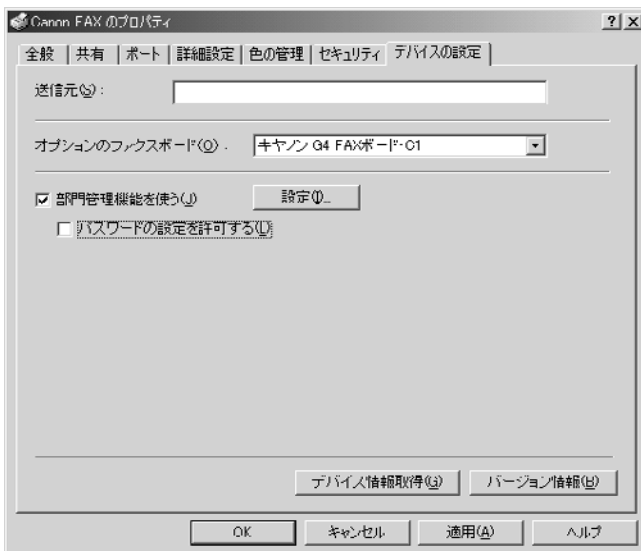 Canon FAX のプロパティ
全般 共有 ポート 詳細設定 色の管理 セキュリティ デバイスの設定
送信元(S):
オプションのファクスボード(O): キヤノン G4 FAXボード・C1
部門管理機能を使う(J) 設定(I)...
パスワードの設定を許可する(L)
デバイス情報取得(G) バージョン情報(B)
OK キャンセル 適用(A) ヘルプ